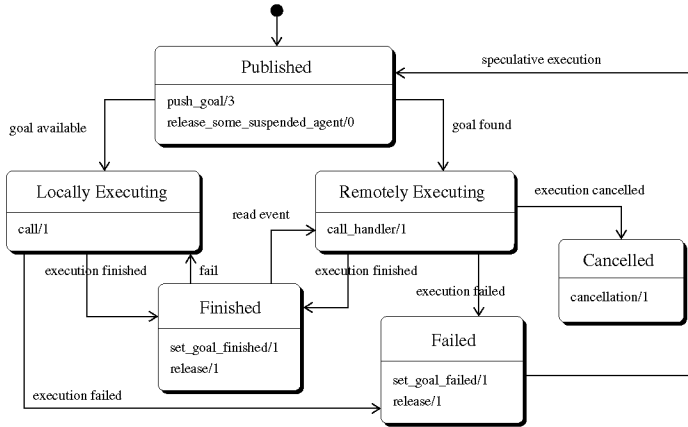 Published
speculative execution
push_goal/3
release_some_suspended_agent/0
goal available
goal found
Locally Executing
call/1
Remotely Executing
call_handler/1
execution cancelled
read event
execution finished
fail
execution finished
Cancelled
cancellation/1
execution failed
Finished
set_goal_finished/1
release/1
Failed
set_goal_failed/1
release/1
execution failed